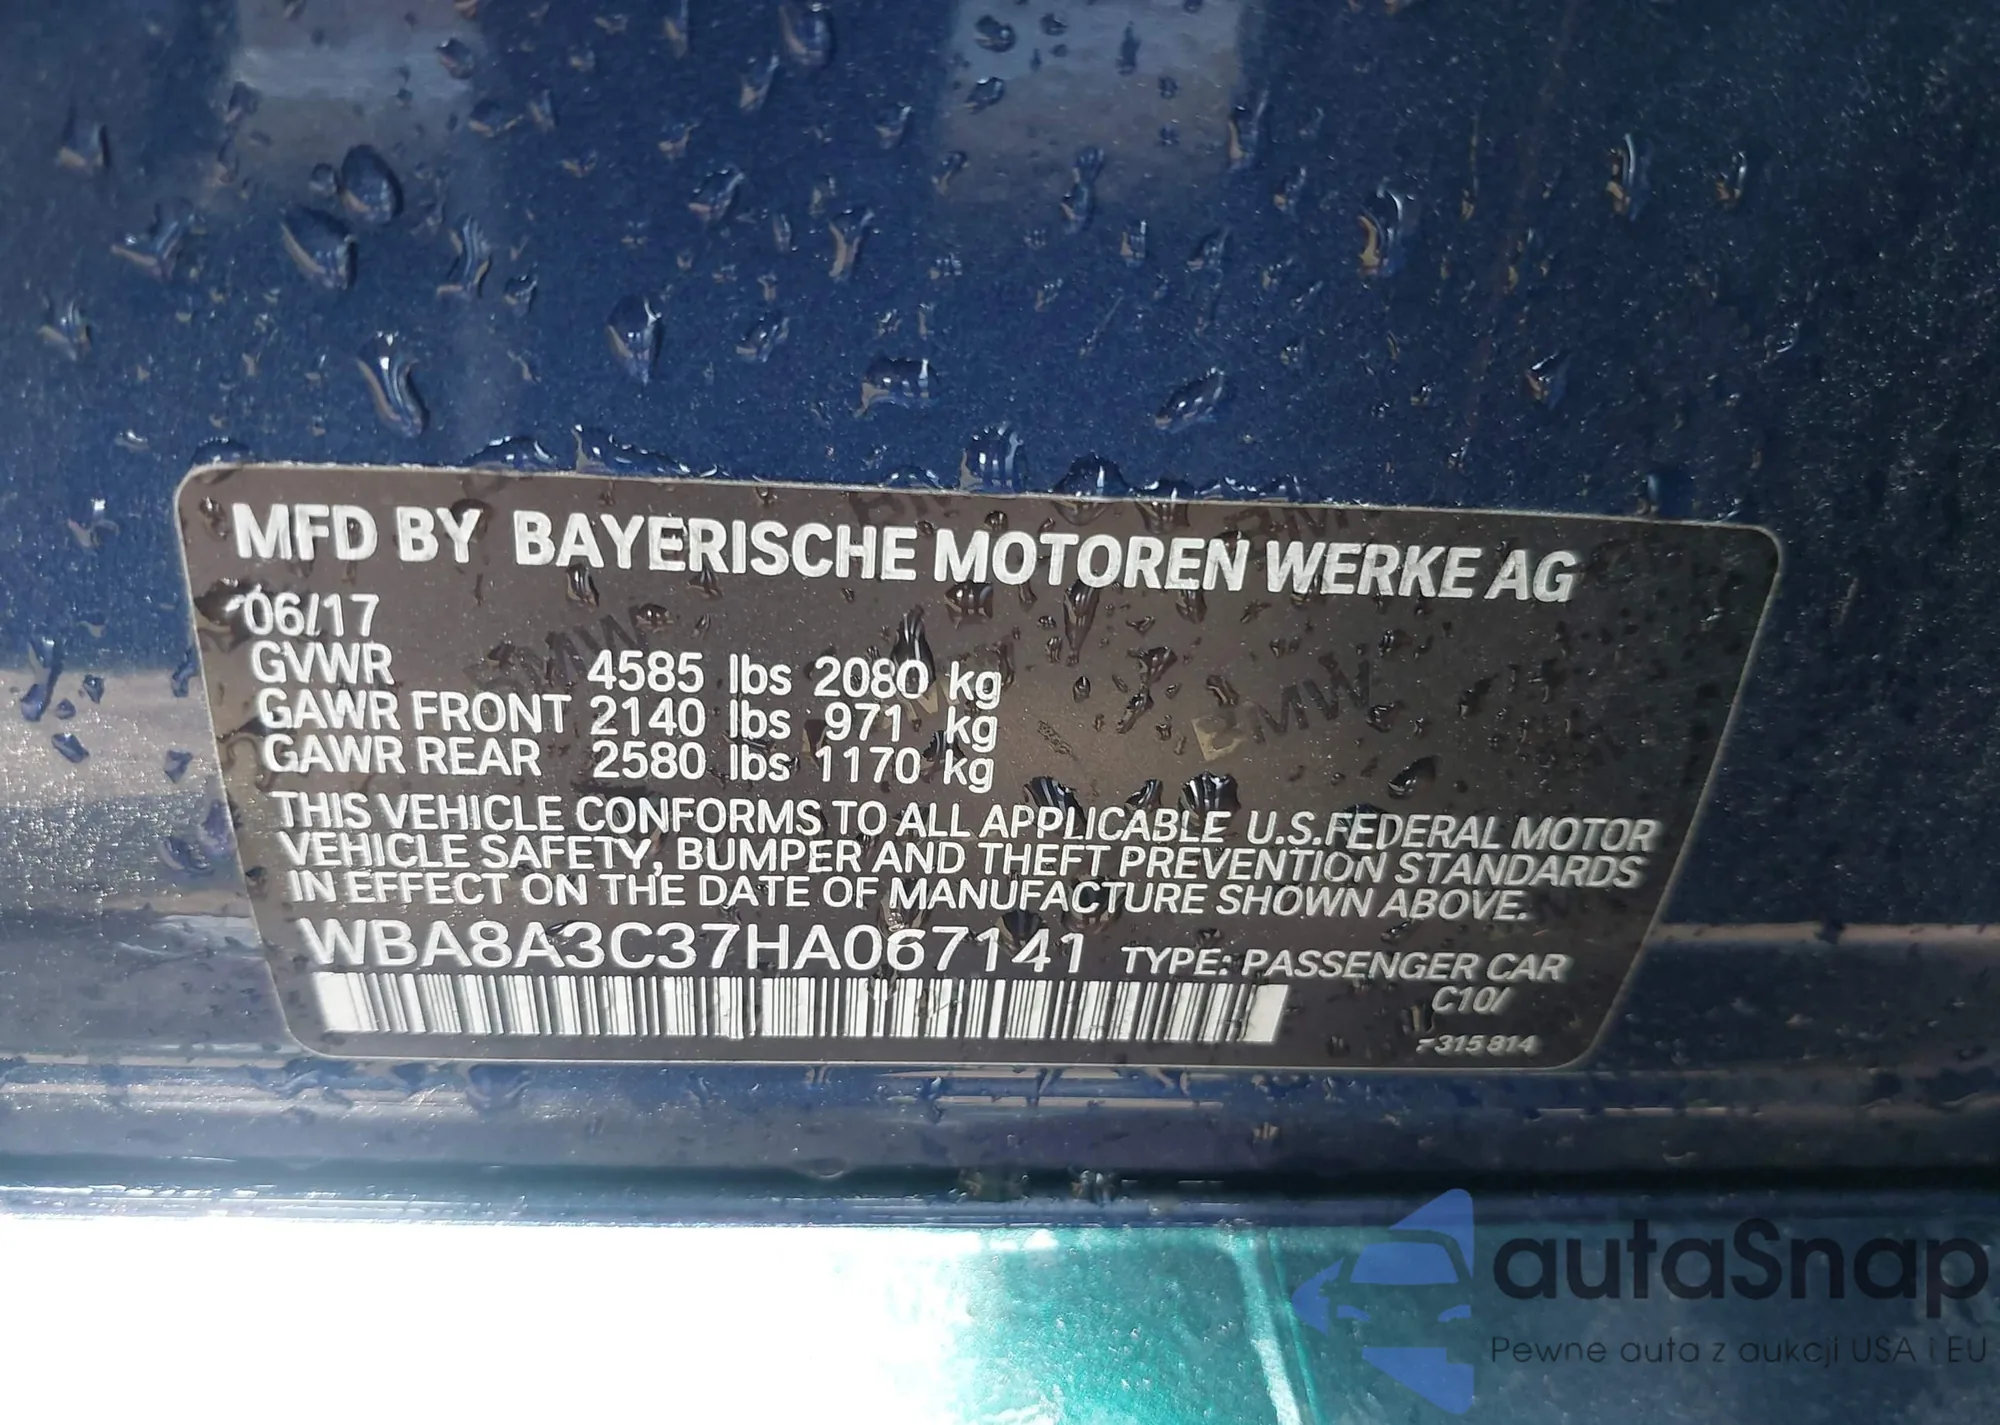 MFD BY BAYERISCHE MOTOREN WERKE AG
06/17
GVWR 4585 lbs 2080 kg
GAWR FRONT 2140 lbs 971 kg
GAWR REAR 2580 lbs 1170 kg
THIS VEHICLE CONFORMS TO ALL APPLICABLE U.S.FEDERAL MOTOR
VEHICLE SAFETY, BUMPER AND THEFT PREVENTION STANDARDS
IN EFFECT ON THE DATE OF MANUFACTURE SHOWN ABOVE.
WBA8A3C37HA067141 TYPE: PASSENGER CAR
C10/
315 814
autaSnap
Pewne auta z aukcji USA i EU